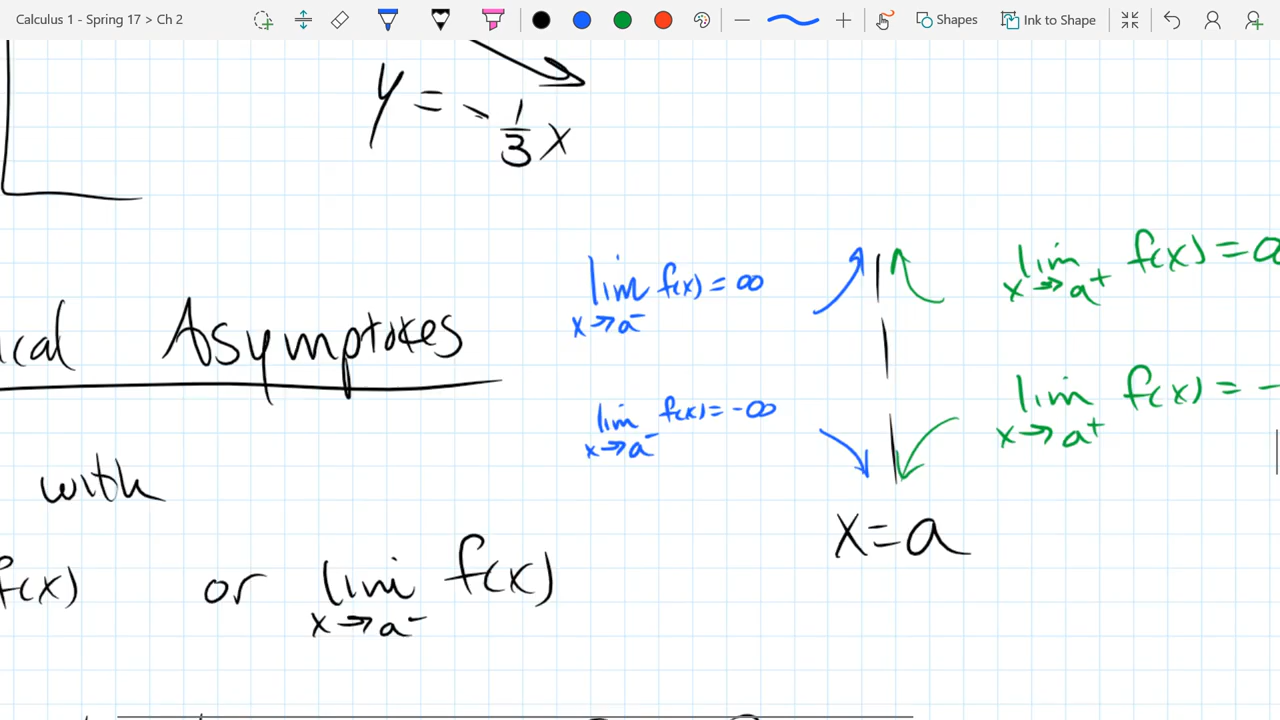 Calculus 1 - Spring 17 > Ch 2
Shapes
Ink to Shape
y = -1/3 x
lim x→a⁻ f(x) = ∞
lim x→a⁺ f(x) = ∞
ical Asymptotes
lim x→a⁻ f(x) = -∞
lim x→a⁺ f(x) = -
with
x = a
f(x) or lim x→a⁻ f(x)